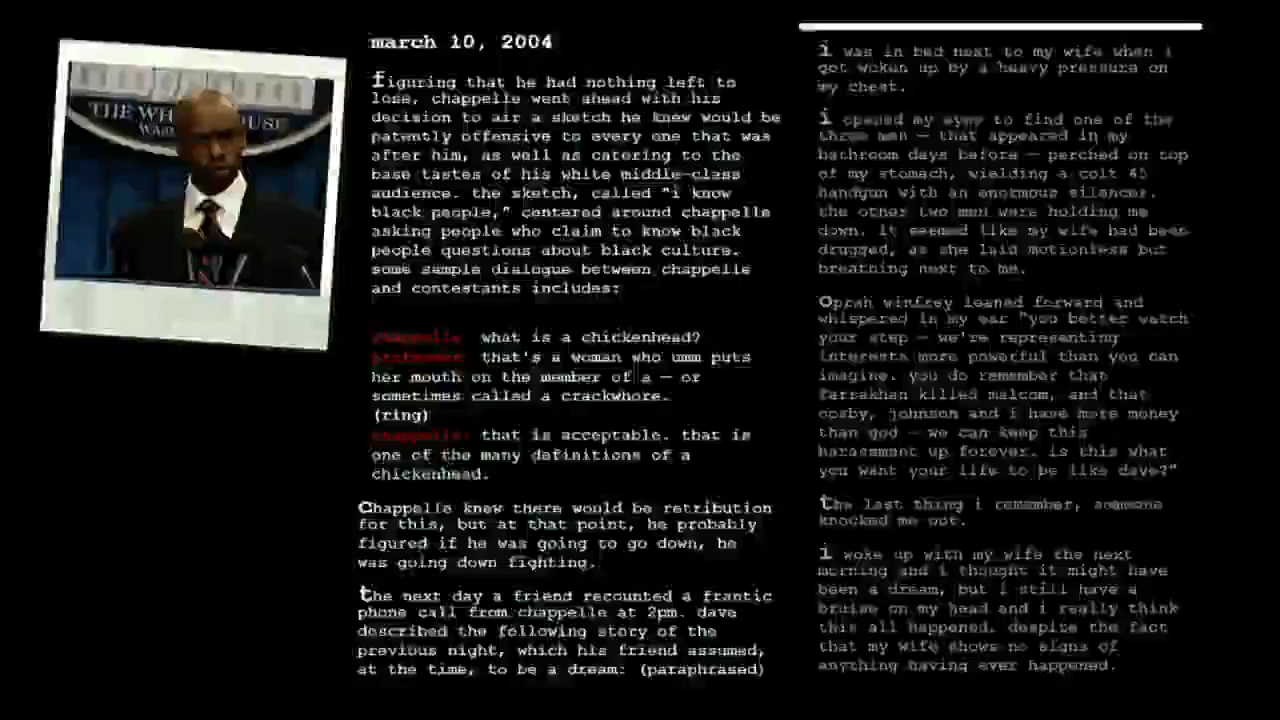 THE WHITE HOUSE
WA
march 10, 2004
figuring that he had nothing left to
lose, chappelle went ahead with his
decision to air a sketch he knew would be
patently offensive to every one that was
after him, as well as catering to the
base tastes of his white middle-class
audience. the sketch, called "i know
black people," centered around chappelle
asking people who claim to know black
people questions about black culture.
some sample dialogue between chappelle
and contestants includes:
chappelle: what is a chickenhead?
that's a woman who umm puts
her mouth on the member of a — or
sometimes called a crackwhore.
(ring)
chappelle: that is acceptable. that is
one of the many definitions of a
chickenhead.
Chappelle knew there would be retribution
for this, but at that point, he probably
figured if he was going to go down, he
was going down fighting.
the next day a friend recounted a frantic
phone call from chappelle at 2pm. dave
described the following story of the
previous night, which his friend assumed,
at the time, to be a dream: (paraphrased)
i was in bed next to my wife when i
got woken up by a heavy pressure on
my chest.
i opened my eyes to find one of the
three men — that appeared in my
bathroom days before — perched on top
of my stomach, wielding a colt 45
handgun with an enormous silencer.
the other two men were holding me
down. it seemed like my wife had been
drugged, as she laid motionless but
breathing next to me.
Oprah winfrey leaned forward and
whispered in my ear "you better watch
your step — we're representing
interests more powerful than you can
imagine. you do remember that
farrakhan killed malcom, and that
cosby, johnson and i have more money
than god — we can keep this
harassment up forever. is this what
you want your life to be like dave?"
the last thing i remember, someone
knocked me out.
i woke up with my wife the next
morning and i thought it might have
been a dream, but i still have a
bruise on my head and i really think
this all happened. despite the fact
that my wife shows no signs of
anything having ever happened.